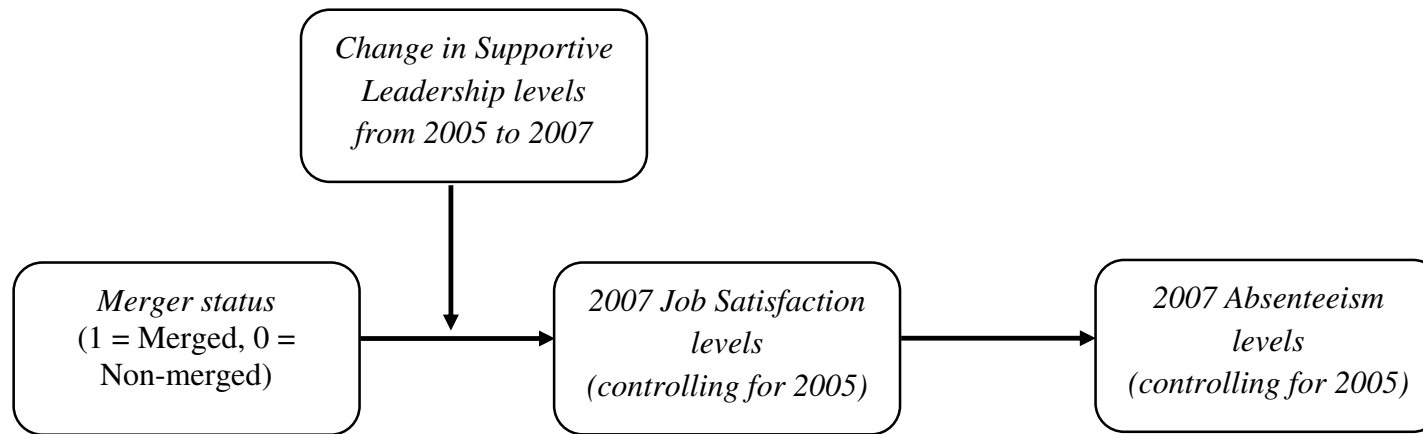 Change in Supportive
Leadership levels
from 2005 to 2007
Merger status
(1 = Merged, 0 =
Non-merged)
2007 Job Satisfaction
levels
(controlling for 2005)
2007 Absenteeism
levels
(controlling for 2005)